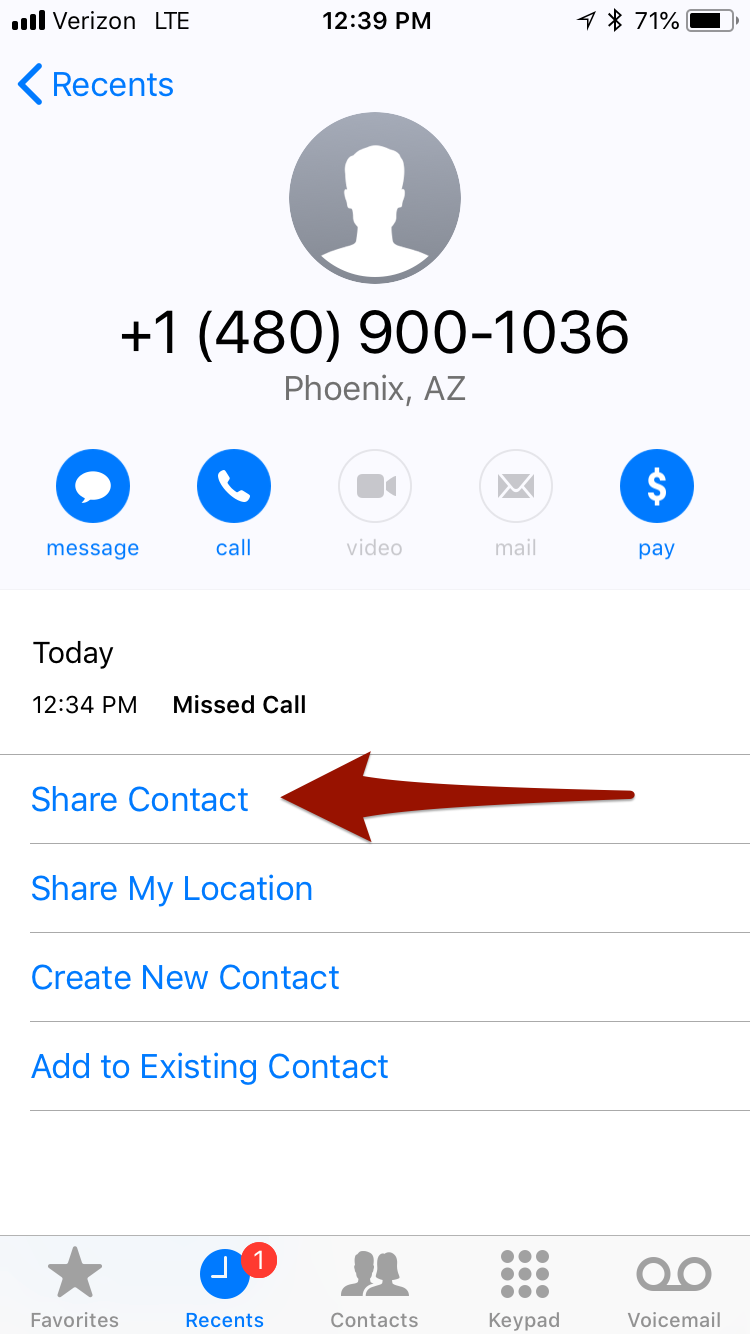 Verizon LTE 12:39 PM 71%
Recents
+1 (480) 900-1036
Phoenix, AZ
message call video mail pay
Today
12:34 PM Missed Call
Share Contact
Share My Location
Create New Contact
Add to Existing Contact
1
Favorites Recents Contacts Keypad Voicemail